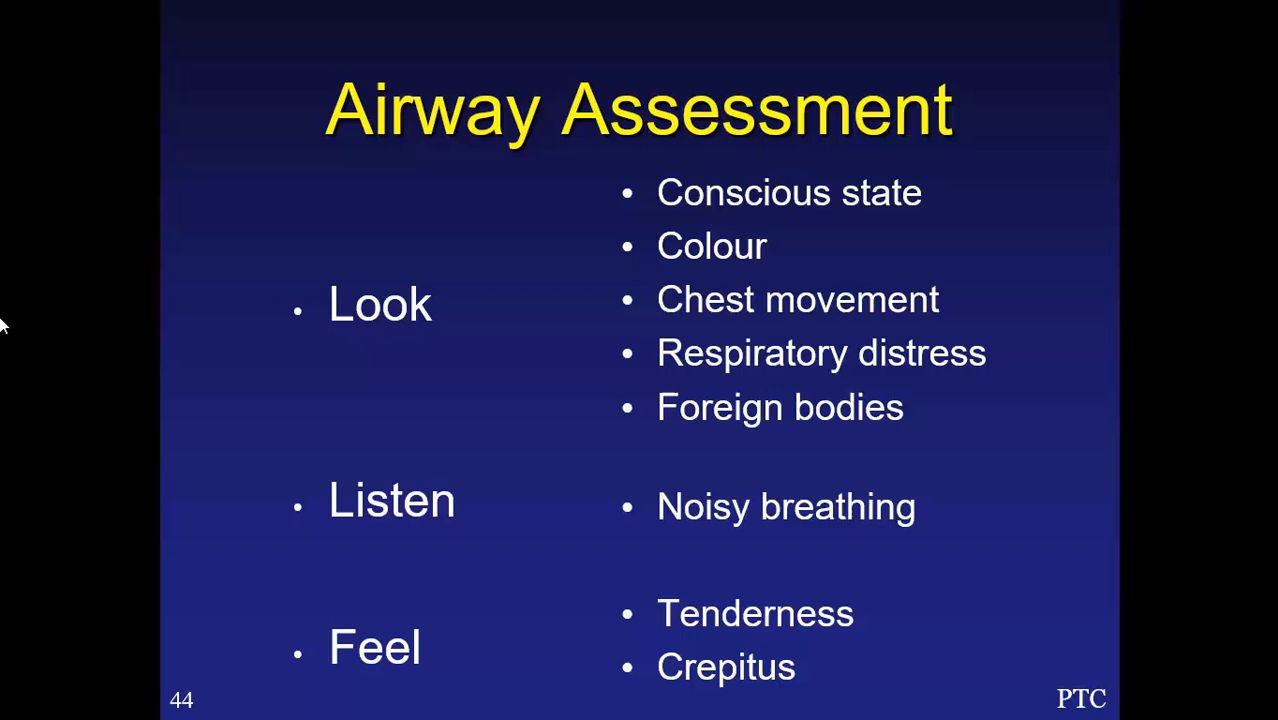 Airway Assessment
• Look
• Conscious state
• Colour
• Chest movement
• Respiratory distress
• Foreign bodies
• Listen
• Noisy breathing
• Feel
• Tenderness
• Crepitus
44
PTC